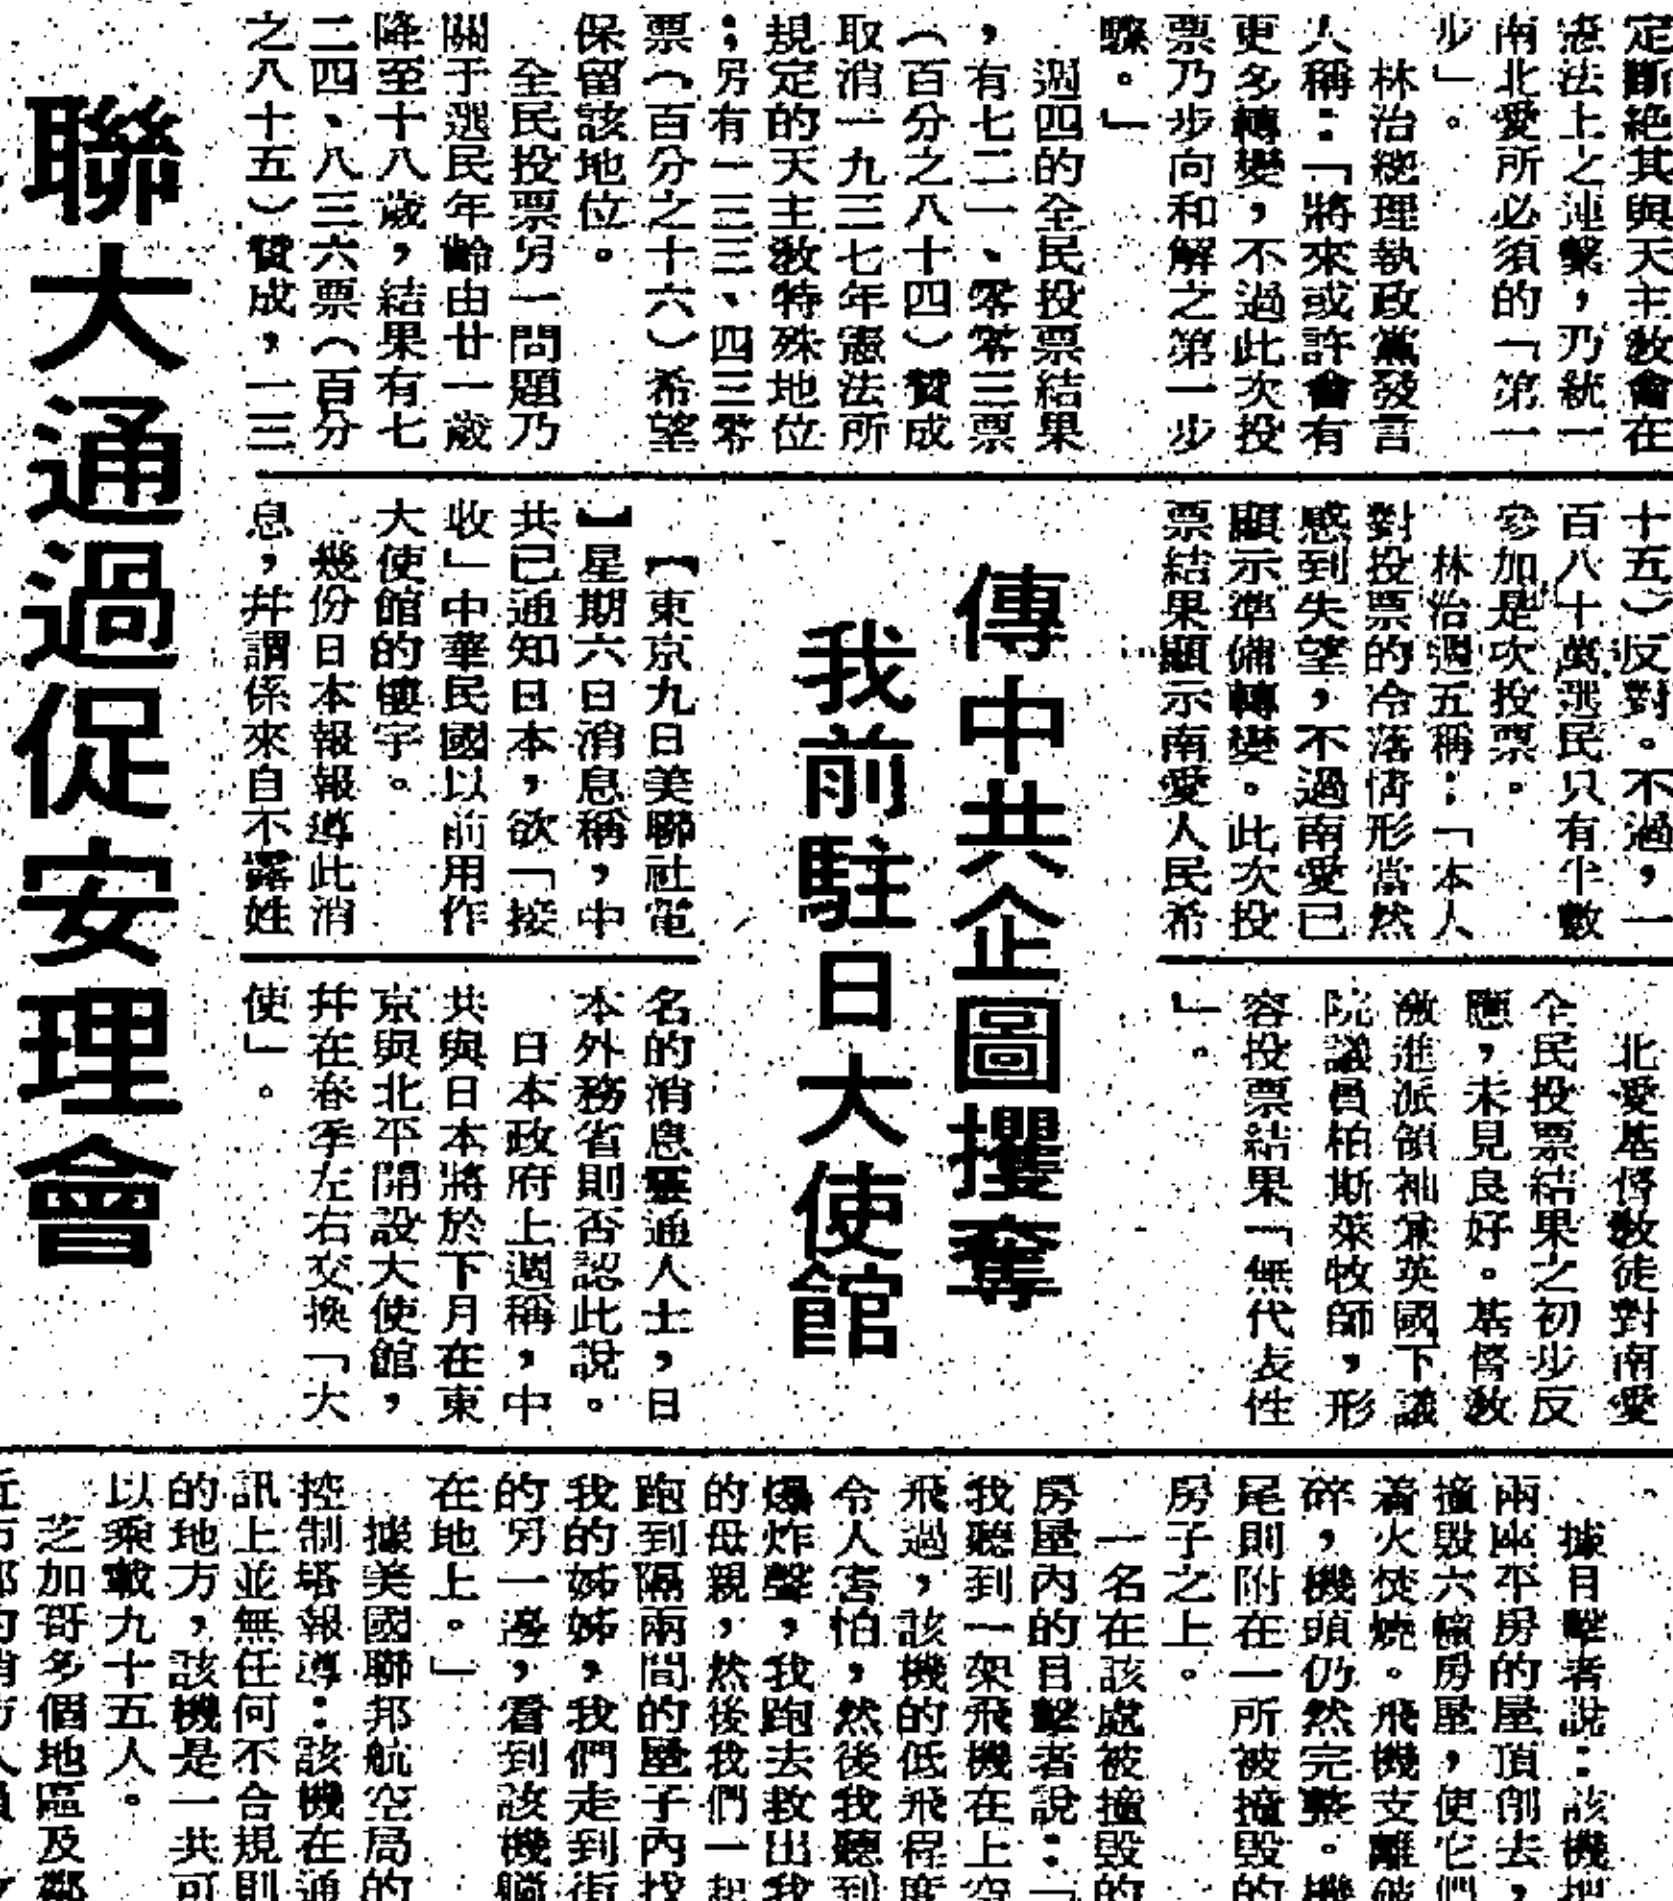 定斷絕其與天主教會在
憲法上之連繫，乃統一
南北愛所必須的「第一
步」。
林治總理執政黨發言
人稱：「將來或許會有
更多轉變，不過此次投
票乃步向和解之第一步
驟。」
週四的全民投票結果
，有七二一、零零三票
（百分之八十四）贊成
取消一九三七年憲法所
規定的天主教特殊地位
；另有一三三、四三零
票（百分之十六）希望
保留該地位。
全民投票另一問題乃
關于選民年齡由廿一歲
降至十八歲，結果有七
二四、八三六票（百分
之八十五）贊成，一三
十五）反對。不過，一
百八十萬選民只有半數
參加是次投票。
林治週五稱：「本人
對投票的冷落情形當然
感到失望，不過南愛已
顯示準備轉變。此次投
票結果顯示南愛人民希
北愛基督教徒對南愛
全民投票結果之初步反
應，未見良好。基督教
激進派領袖兼英國下議
院議員柏斯萊牧師，形
容投票結果「無代表性
」。
傳中共企圖攫奪
我前駐日大使館
【東京九日美聯社電
】星期六日消息稱，中
共已通知日本，欲「接
收」中華民國以前用作
大使館的樓宇。
幾份日本報報導此消
息，幷謂係來自不露姓
名的消息靈通人士，日
本外務省則否認此說。
日本政府上週稱，中
共與日本將於下月在東
京與北平開設大使館，
幷在春季左右交換「大
使」。
聯大通過促安理會
據目擊者說：該機
兩座平房的屋頂削去，
撞毀六幢房屋，使它們
着火焚燒。飛機支離破
碎，機頭仍然完整。機
尾則附在一所被撞毀的
房子之上。
一名在該處被撞毀的
房屋內的目擊者說：「
我聽到一架飛機在上空
飛過，該機的低飛程度
令人害怕，然後我聽到
爆炸聲，我跑去救出我
的母親，然後我們一起
跑到隔兩間的屋子內找
我的姊姊，我們走到街
的另一邊，看到該機躺
在地上。」
據美國聯邦航空局的
控制塔報導：該機在通
訊上並無任何不合規則
的地方，該機是一共可
以乘載九十五人。
芝加哥多個地區及鄰